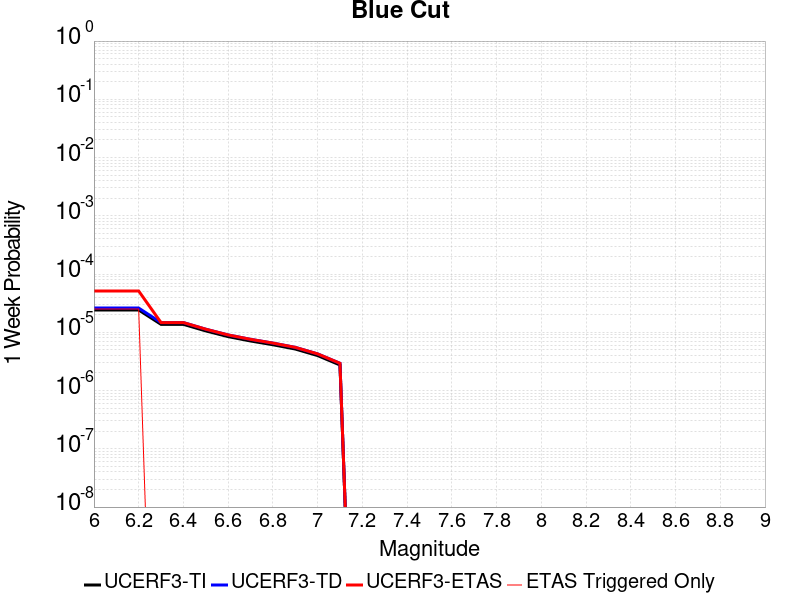 Blue Cut
10^0
10^-1
10^-2
10^-3
10^-4
10^-5
10^-6
10^-7
10^-8
1 Week Probability
6 6.2 6.4 6.6 6.8 7 7.2 7.4 7.6 7.8 8 8.2 8.4 8.6 8.8 9
Magnitude
UCERF3-TI UCERF3-TD UCERF3-ETAS ETAS Triggered Only